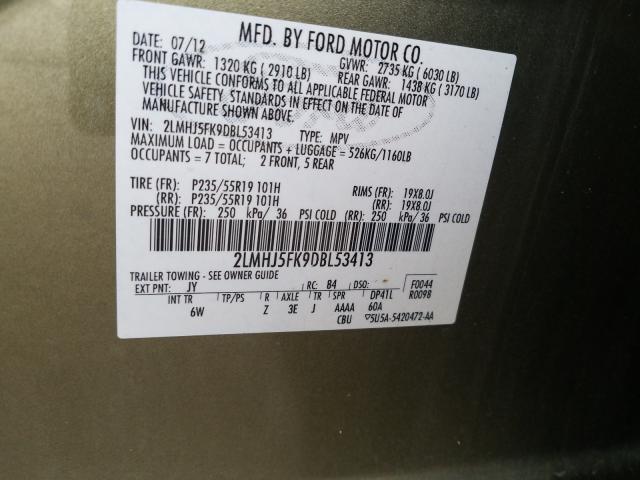 MFD. BY FORD MOTOR CO.
DATE: 07/12 GVWR: 2735 KG ( 6030 LB)
FRONT GAWR: 1320 KG ( 2910 LB) REAR GAWR: 1438 KG ( 3170 LB)
THIS VEHICLE CONFORMS TO ALL APPLICABLE FEDERAL MOTOR
VEHICLE SAFETY STANDARDS IN EFFECT ON THE DATE OF
MANUFACTURE SHOWN ABOVE.
VIN: 2LMHJ5FK9DBL53413 TYPE: MPV
MAXIMUM LOAD = OCCUPANTS + LUGGAGE = 526KG/1160LB
OCCUPANTS = 7 TOTAL; 2 FRONT, 5 REAR
TIRE (FR): P235/55R19 101H RIMS (FR): 19X8.0J
(RR): P235/55R19 101H (RR): 19X8.0J
PRESSURE (FR): 250 kPa/ 36 PSI COLD (RR): 250 kPa/ 36 PSI COLD
2LMHJ5FK9DBL53413
TRAILER TOWING - SEE OWNER GUIDE
EXT PNT: JY RC: 84 DSO: F0044
INT TR TP/PS R AXLE TR SPR DP4TL R0098
6W Z 3E J AAAA 60A
CBU 5U5A-5420472-AA